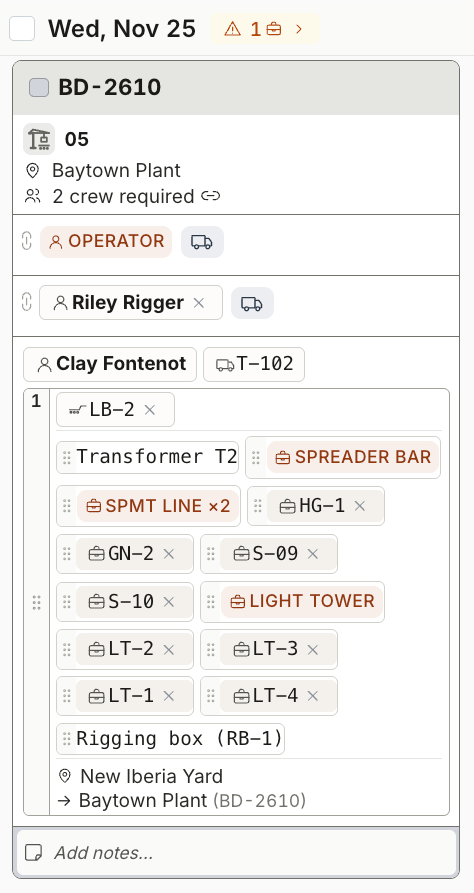 Wed, Nov 25 1
BD-2610
05
Baytown Plant
2 crew required
OPERATOR
Riley Rigger
Clay Fontenot T-102
1 LB-2
Transformer T2 SPREADER BAR
SPMT LINE ×2 HG-1
GN-2 S-09
S-10 LIGHT TOWER
LT-2 LT-3
LT-1 LT-4
Rigging box (RB-1)
New Iberia Yard
→ Baytown Plant (BD-2610)
Add notes...